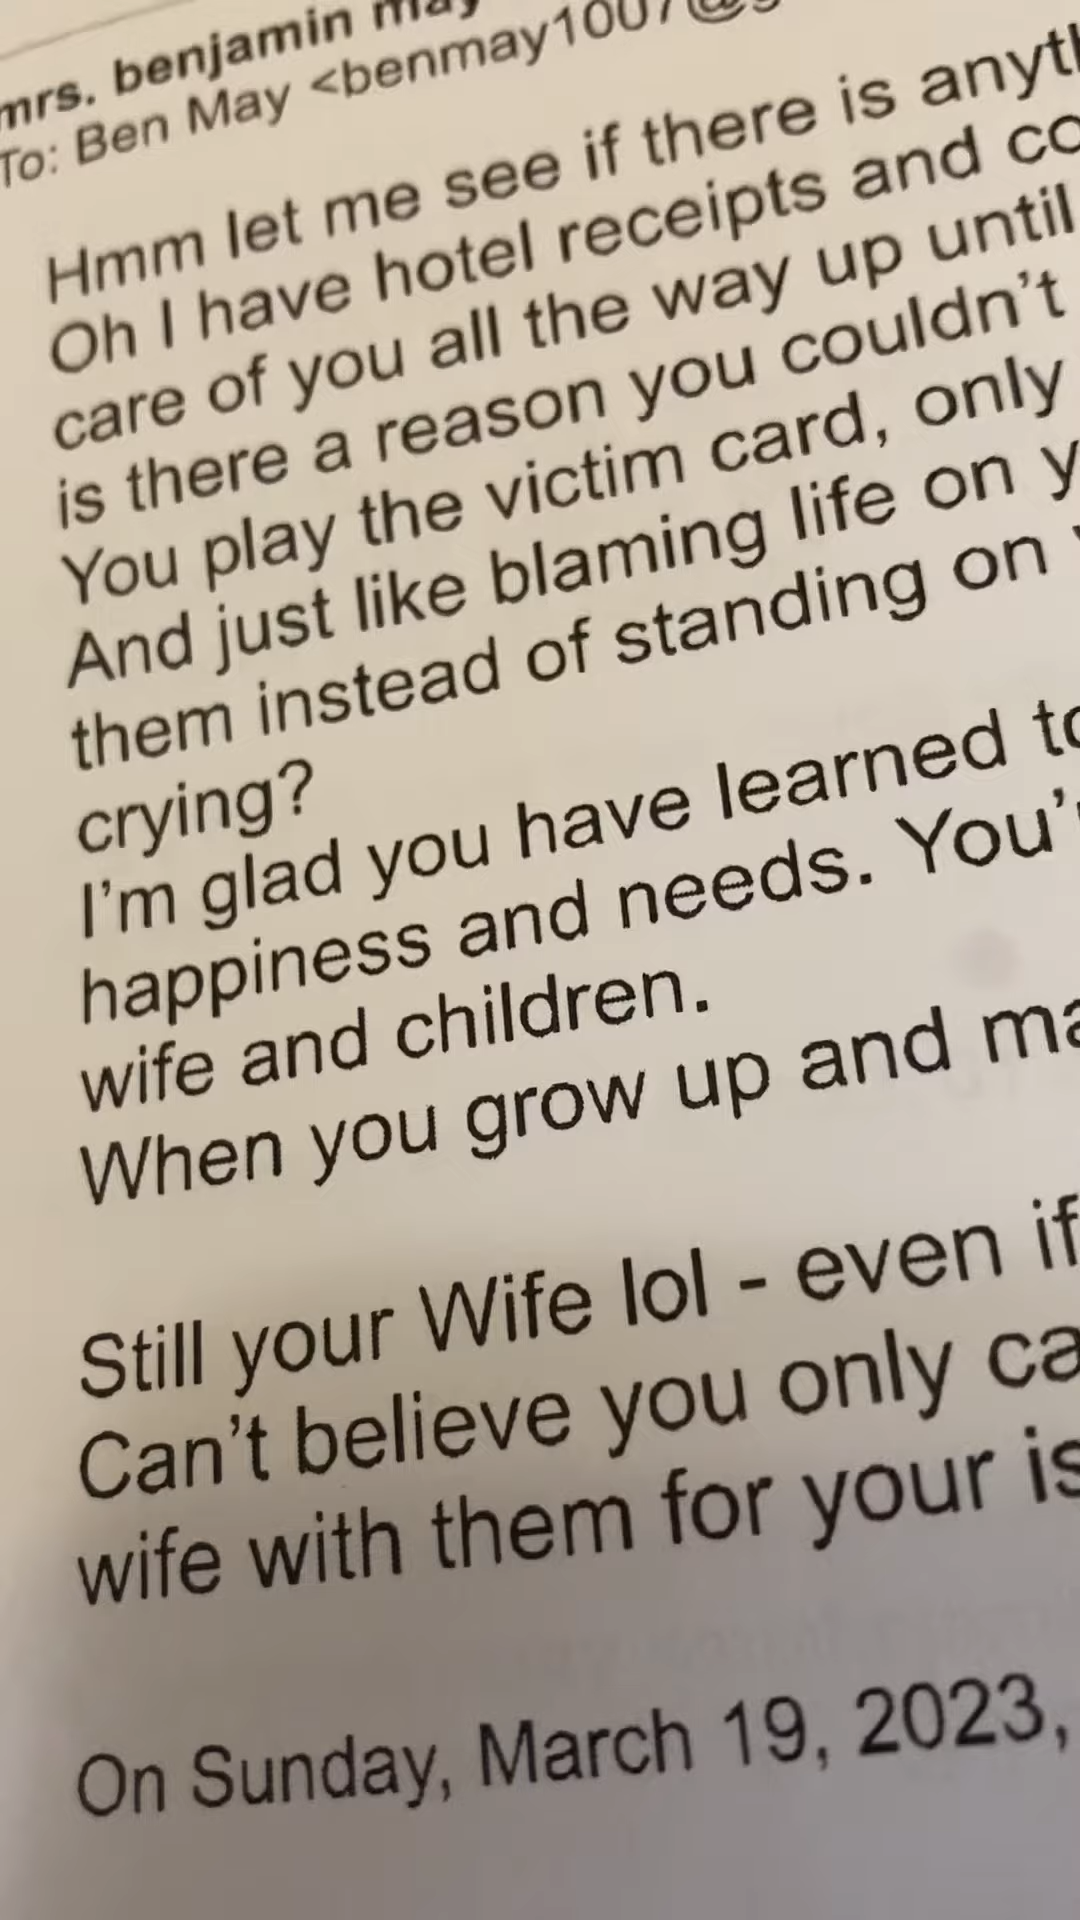 mrs. benjamin may
To: Ben May <benmay1007@g
Hmm let me see if there is anyth
Oh I have hotel receipts and co
care of you all the way up until
is there a reason you couldn't
You play the victim card, only
And just like blaming life on y
them instead of standing on
crying?
I'm glad you have learned to
happiness and needs. You'r
wife and children.
When you grow up and ma
Still your Wife lol - even if
Can't believe you only ca
wife with them for your is
On Sunday, March 19, 2023,